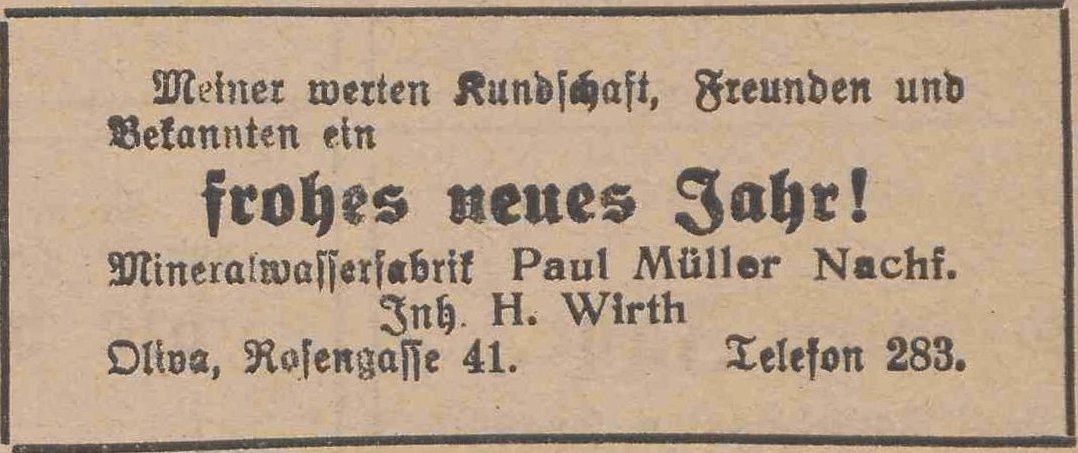 Meiner werten Kundschaft, Freunden und
Bekannten ein
frohes neues Jahr!
Mineralwasserfabrik Paul Müller Nachf.
Inh. H. Wirth
Oliva, Rosengasse 41. Telefon 283.